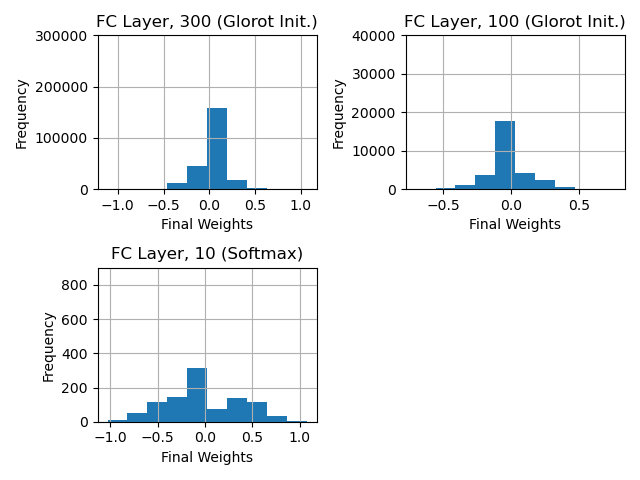 FC Layer, 300 (Glorot Init.)
300000
200000
100000
0
Frequency
−1.0 −0.5 0.0 0.5 1.0
Final Weights
FC Layer, 100 (Glorot Init.)
40000
30000
20000
10000
0
Frequency
−0.5 0.0 0.5
Final Weights
FC Layer, 10 (Softmax)
800
600
400
200
0
Frequency
−1.0 −0.5 0.0 0.5 1.0
Final Weights